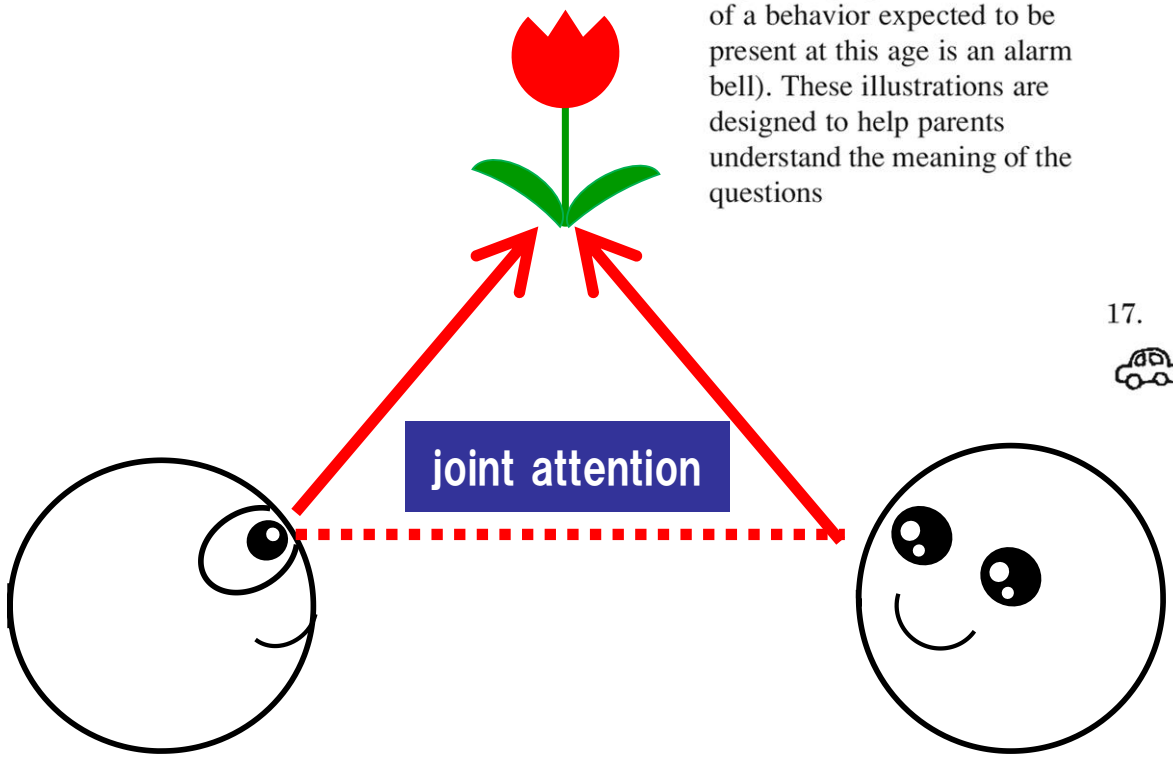 of a behavior expected to be
present at this age is an alarm
bell). These illustrations are
designed to help parents
understand the meaning of the
questions
17.
joint attention